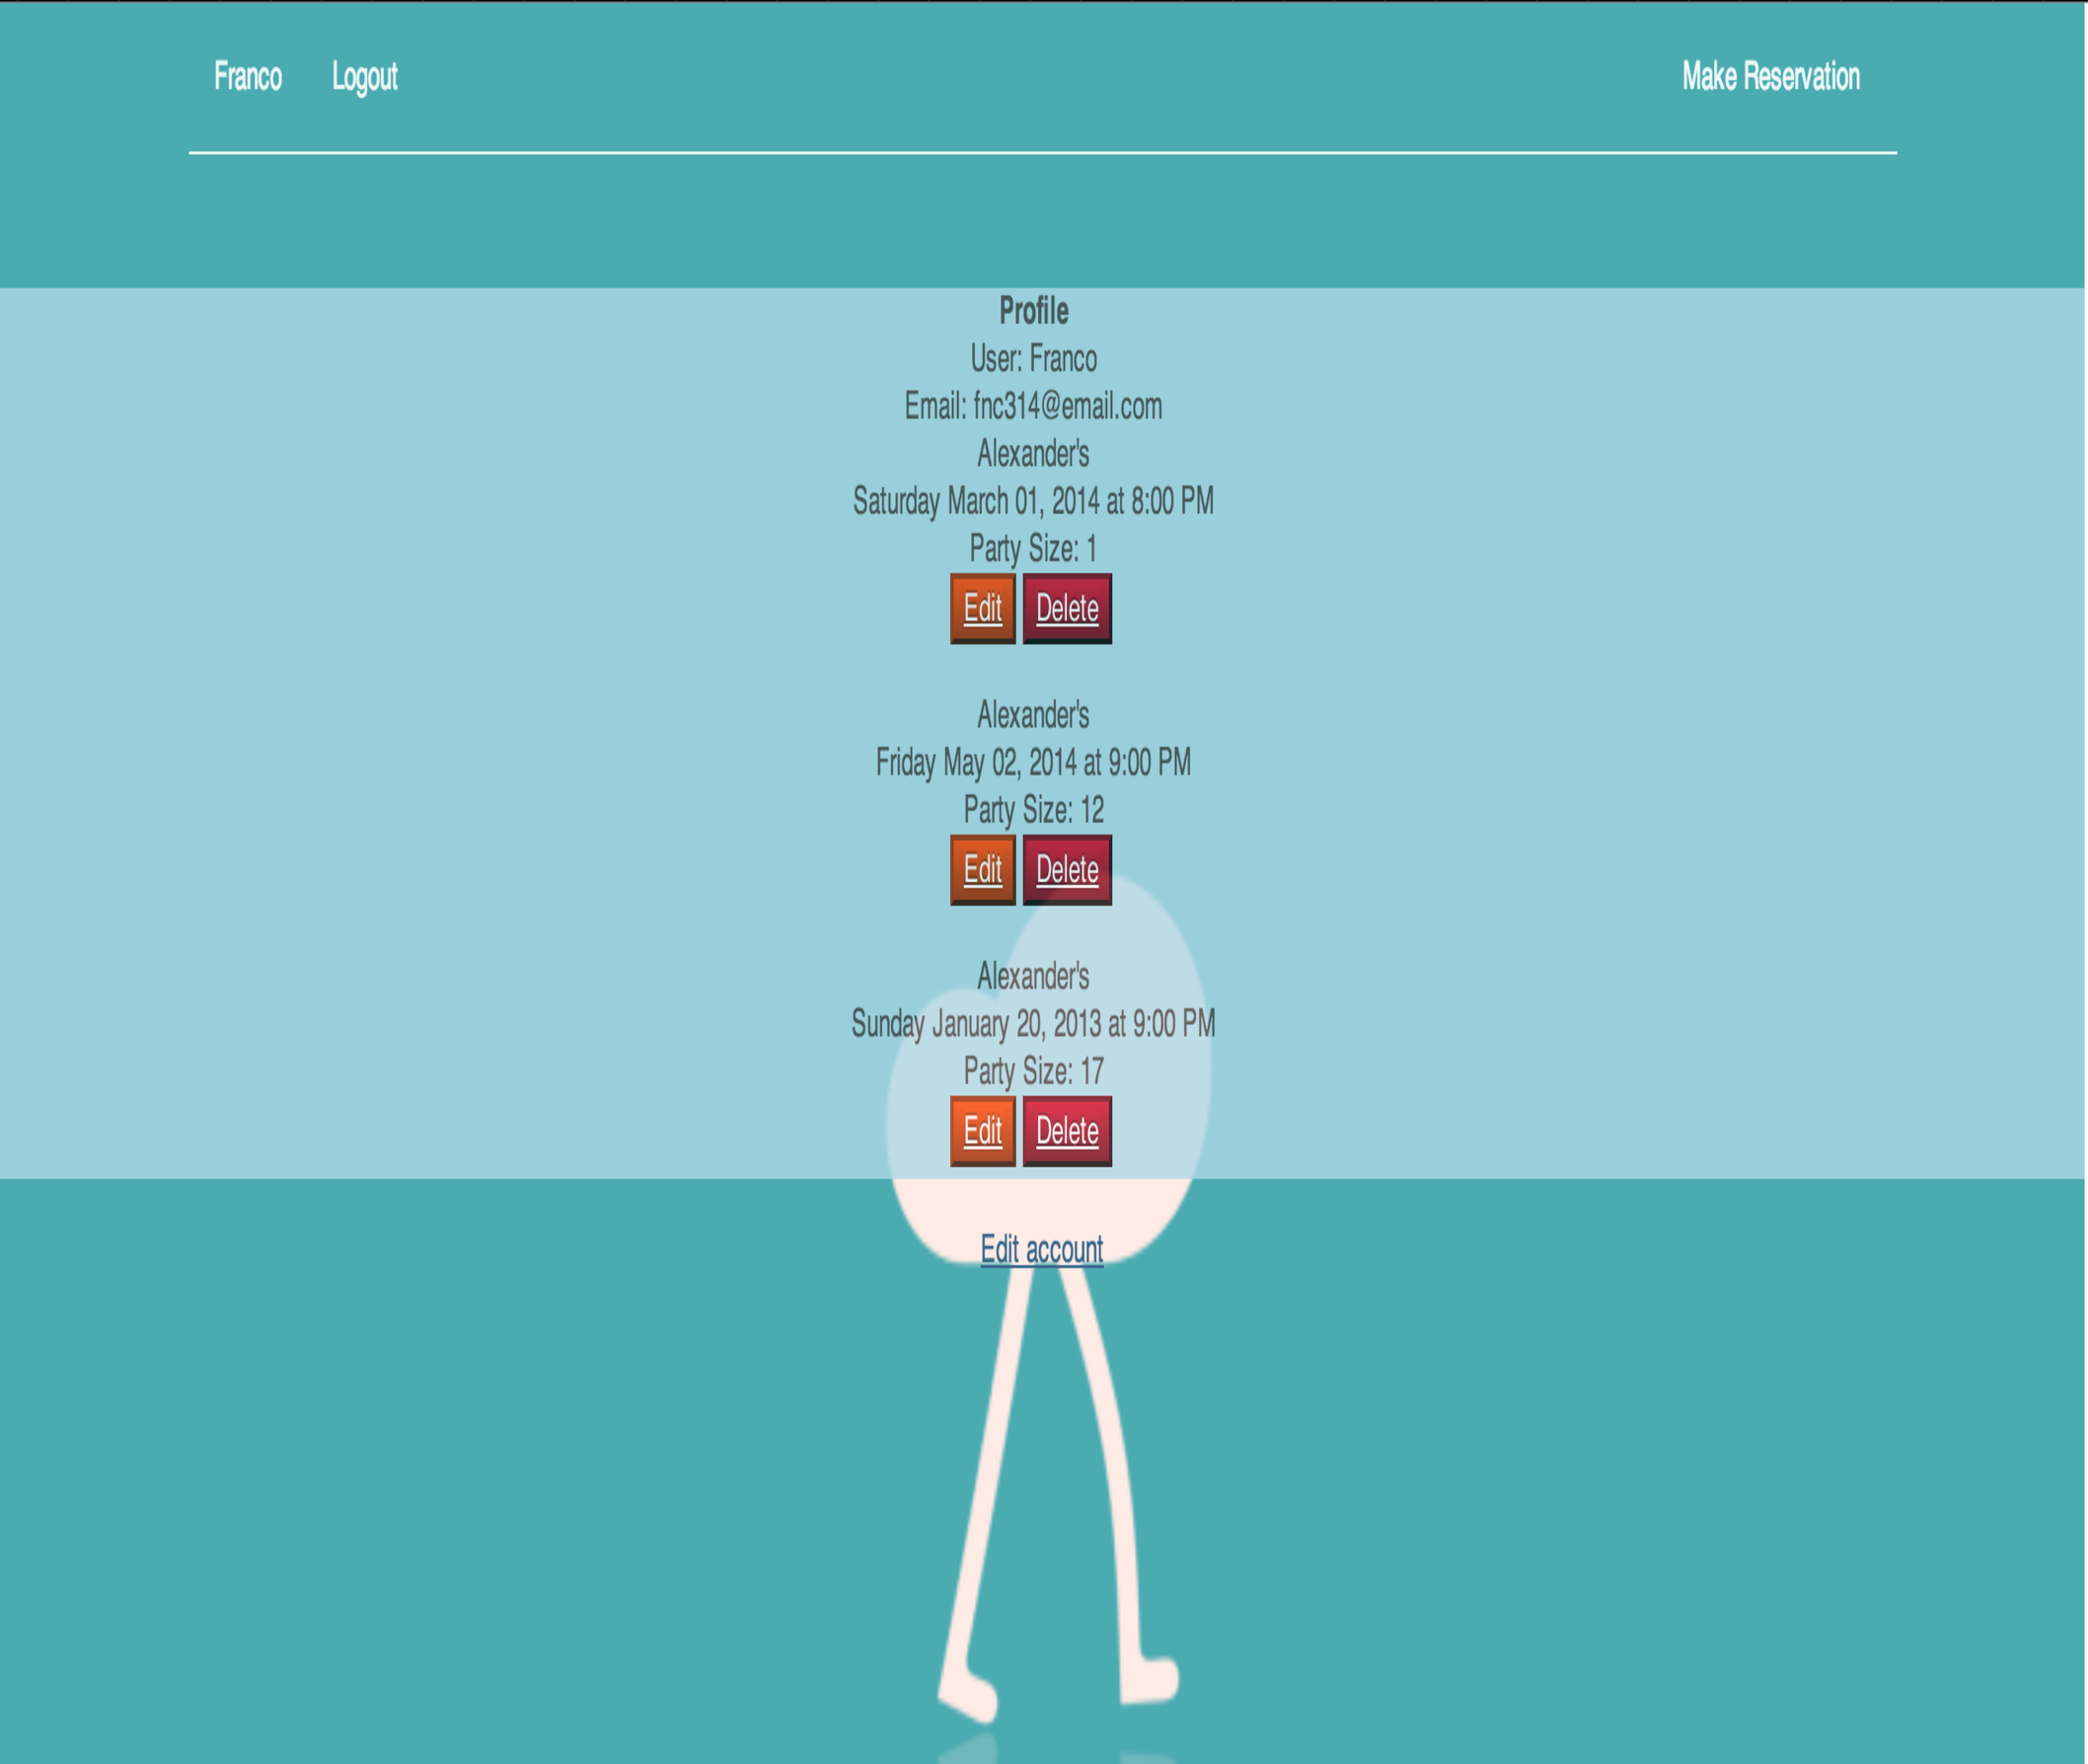 Franco Logout Make Reservation
Profile
User: Franco
Email: fnc314@email.com
Alexander's
Saturday March 01, 2014 at 8:00 PM
Party Size: 1
Edit Delete
Alexander's
Friday May 02, 2014 at 9:00 PM
Party Size: 12
Edit Delete
Alexander's
Sunday January 20, 2013 at 9:00 PM
Party Size: 17
Edit Delete
Edit account